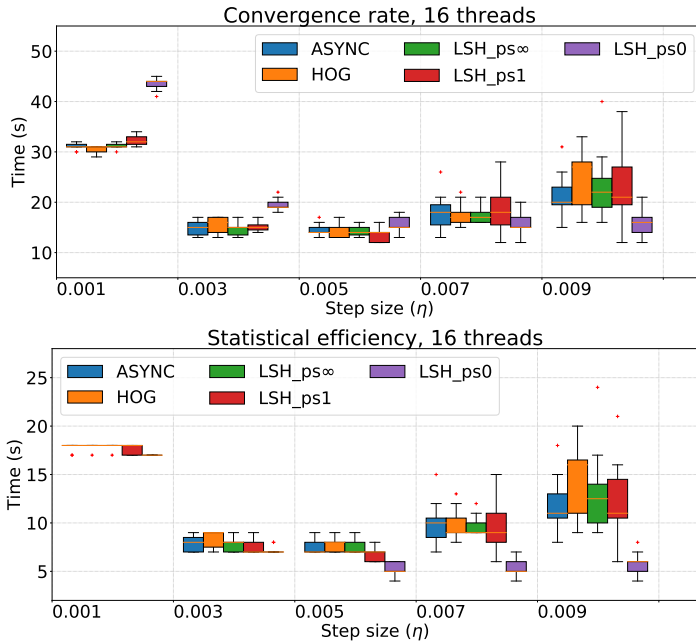 Convergence rate, 16 threads
ASYNC LSH_ps∞ LSH_ps0
HOG LSH_ps1
Time (s)
50
40
30
20
10
0.001 0.003 0.005 0.007 0.009
Step size (η)
Statistical efficiency, 16 threads
ASYNC LSH_ps∞ LSH_ps0
HOG LSH_ps1
Time (s)
25
20
15
10
5
0.001 0.003 0.005 0.007 0.009
Step size (η)